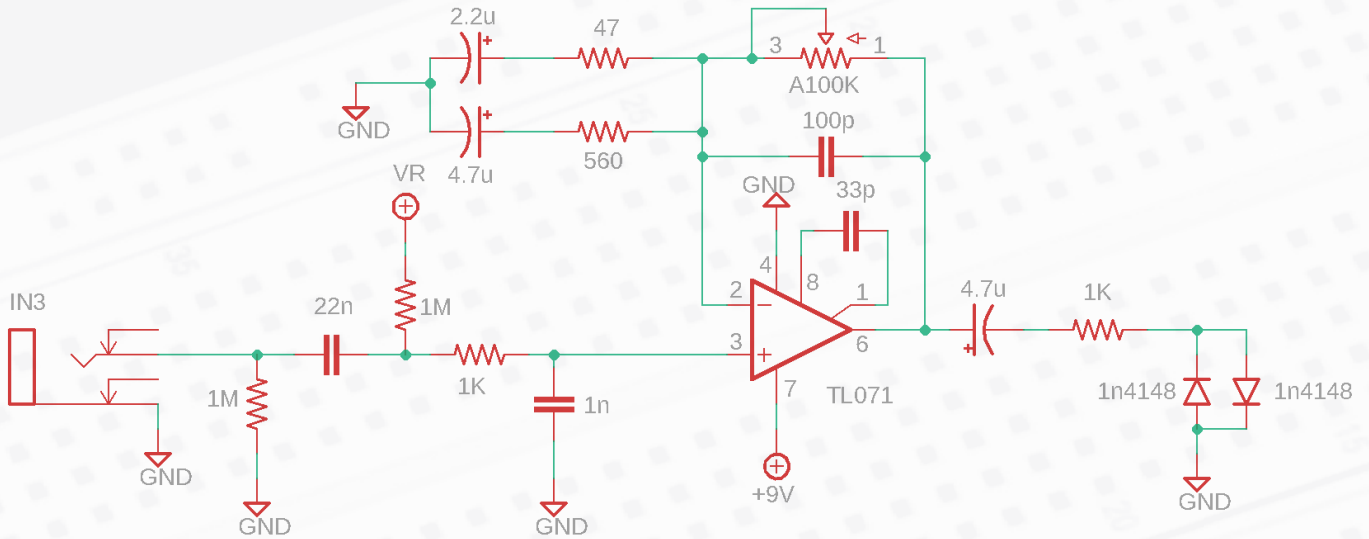 2.2u
47
3
1
A100K
GND
4.7u
560
100p
VR
GND
33p
4
8
IN3
22n
1M
2
1
4.7u
1K
3
6
1M
1K
1n
7
TL071
1n4148
1n4148
GND
GND
GND
+9V
GND